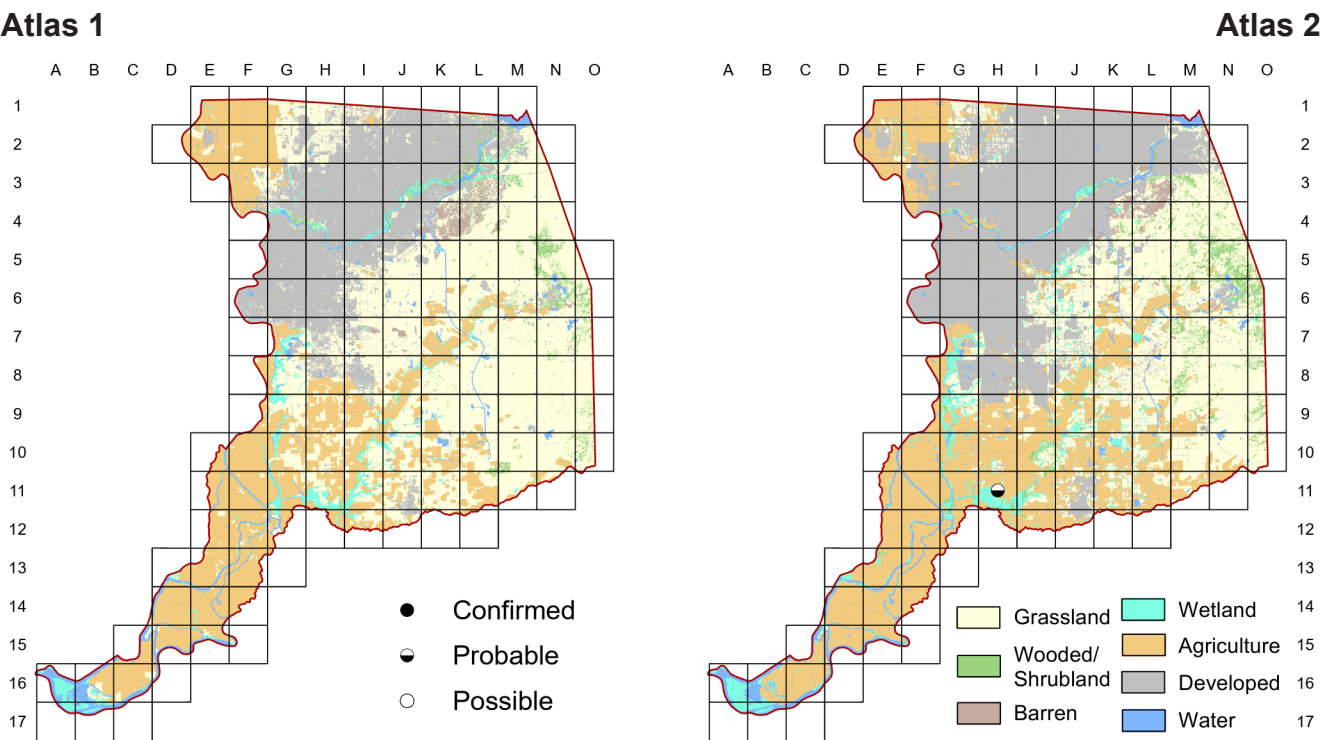 Atlas 1
Atlas 2
A B C D E F G H I J K L M N O
A B C D E F G H I J K L M N O
1
2
3
4
5
6
7
8
9
10
11
12
13
14
15
16
17
1
2
3
4
5
6
7
8
9
10
11
12
13
14
15
16
17
Confirmed
Probable
Possible
Grassland
Wooded/
Shrubland
Barren
Wetland
Agriculture
Developed
Water